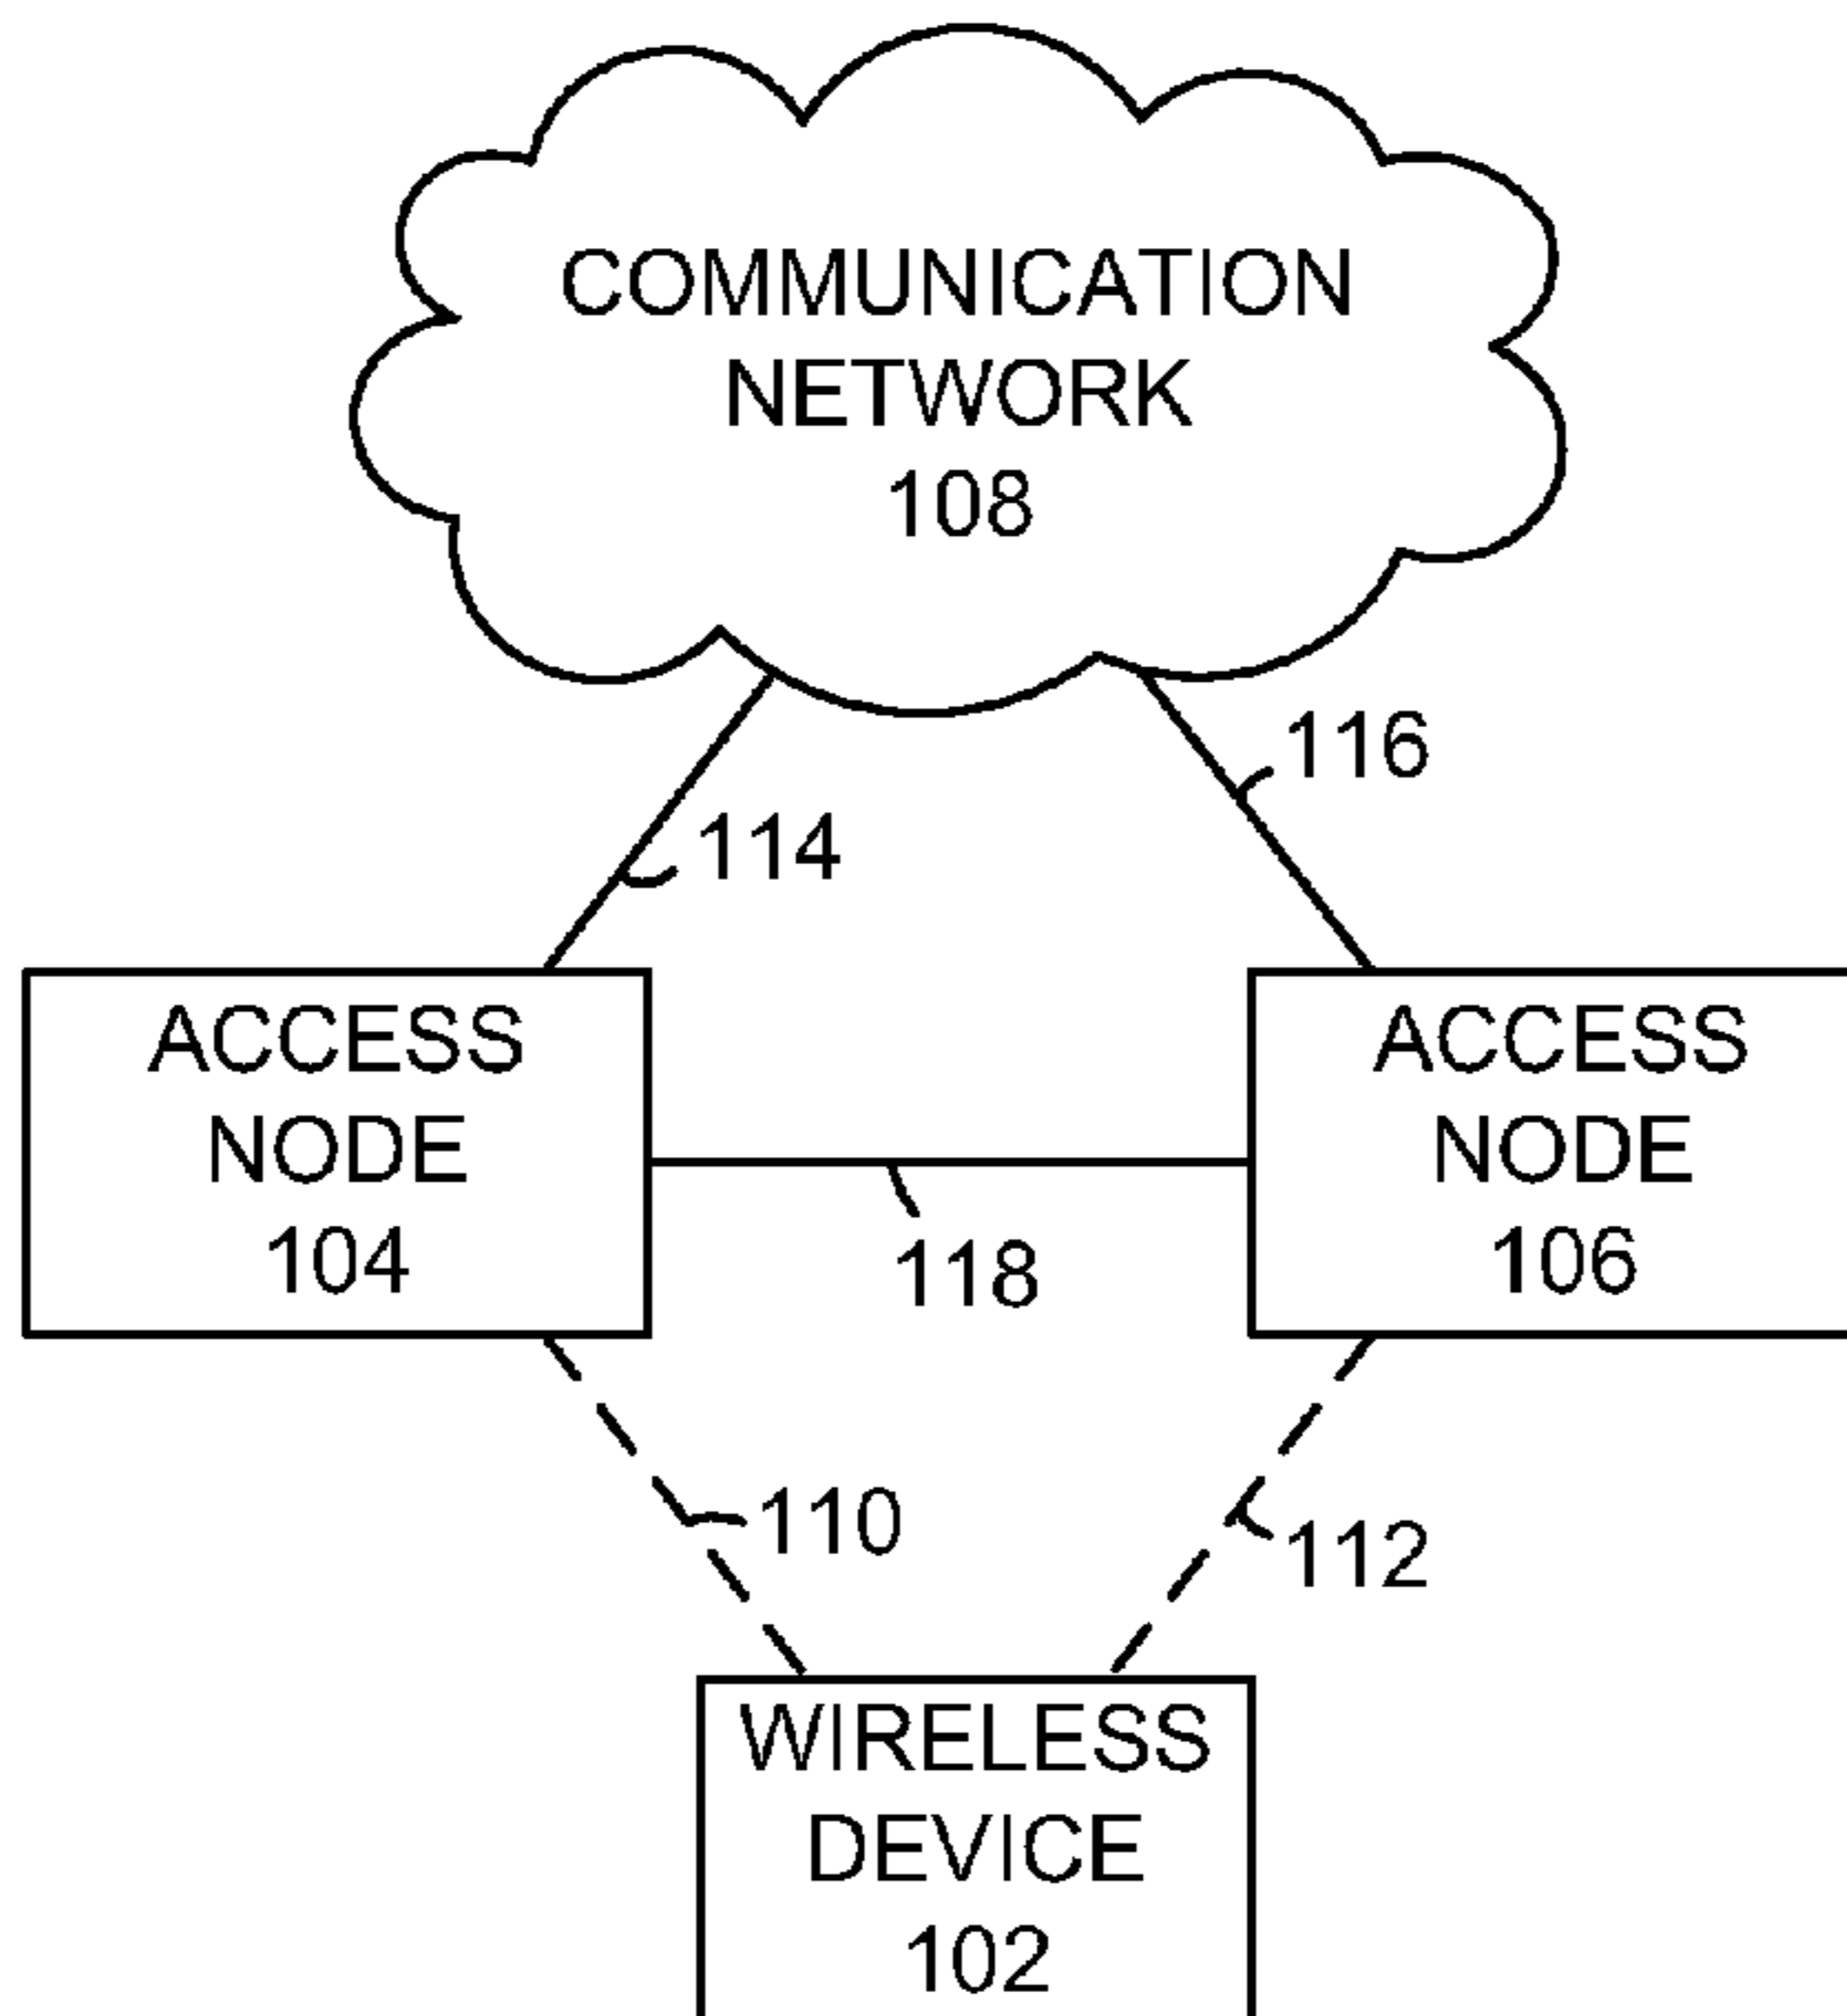 COMMUNICATION
NETWORK
108
116
114
ACCESS
NODE
104
ACCESS
NODE
106
118
110
112
WIRELESS
DEVICE
102